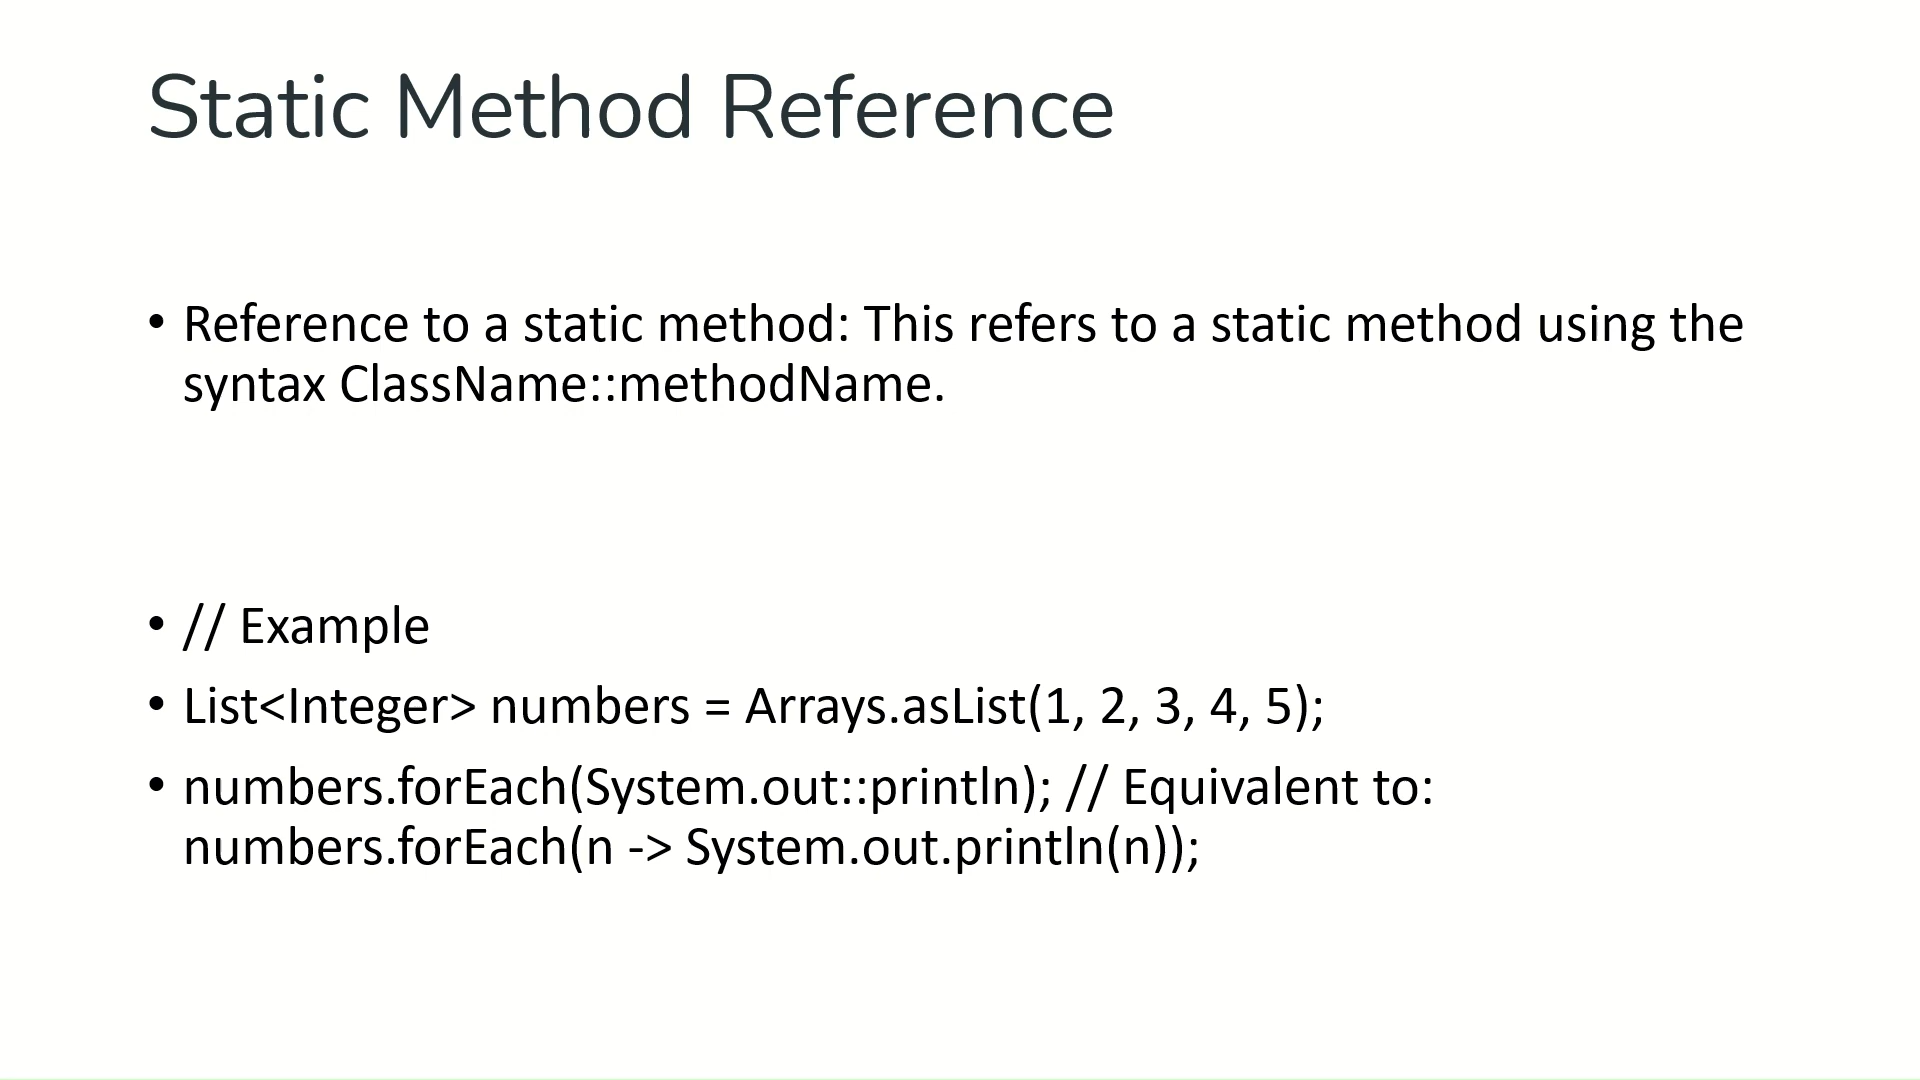 Static Method Reference
• Reference to a static method: This refers to a static method using the
syntax ClassName::methodName.
• // Example
• List<Integer> numbers = Arrays.asList(1, 2, 3, 4, 5);
• numbers.forEach(System.out::println); // Equivalent to:
numbers.forEach(n -> System.out.println(n));